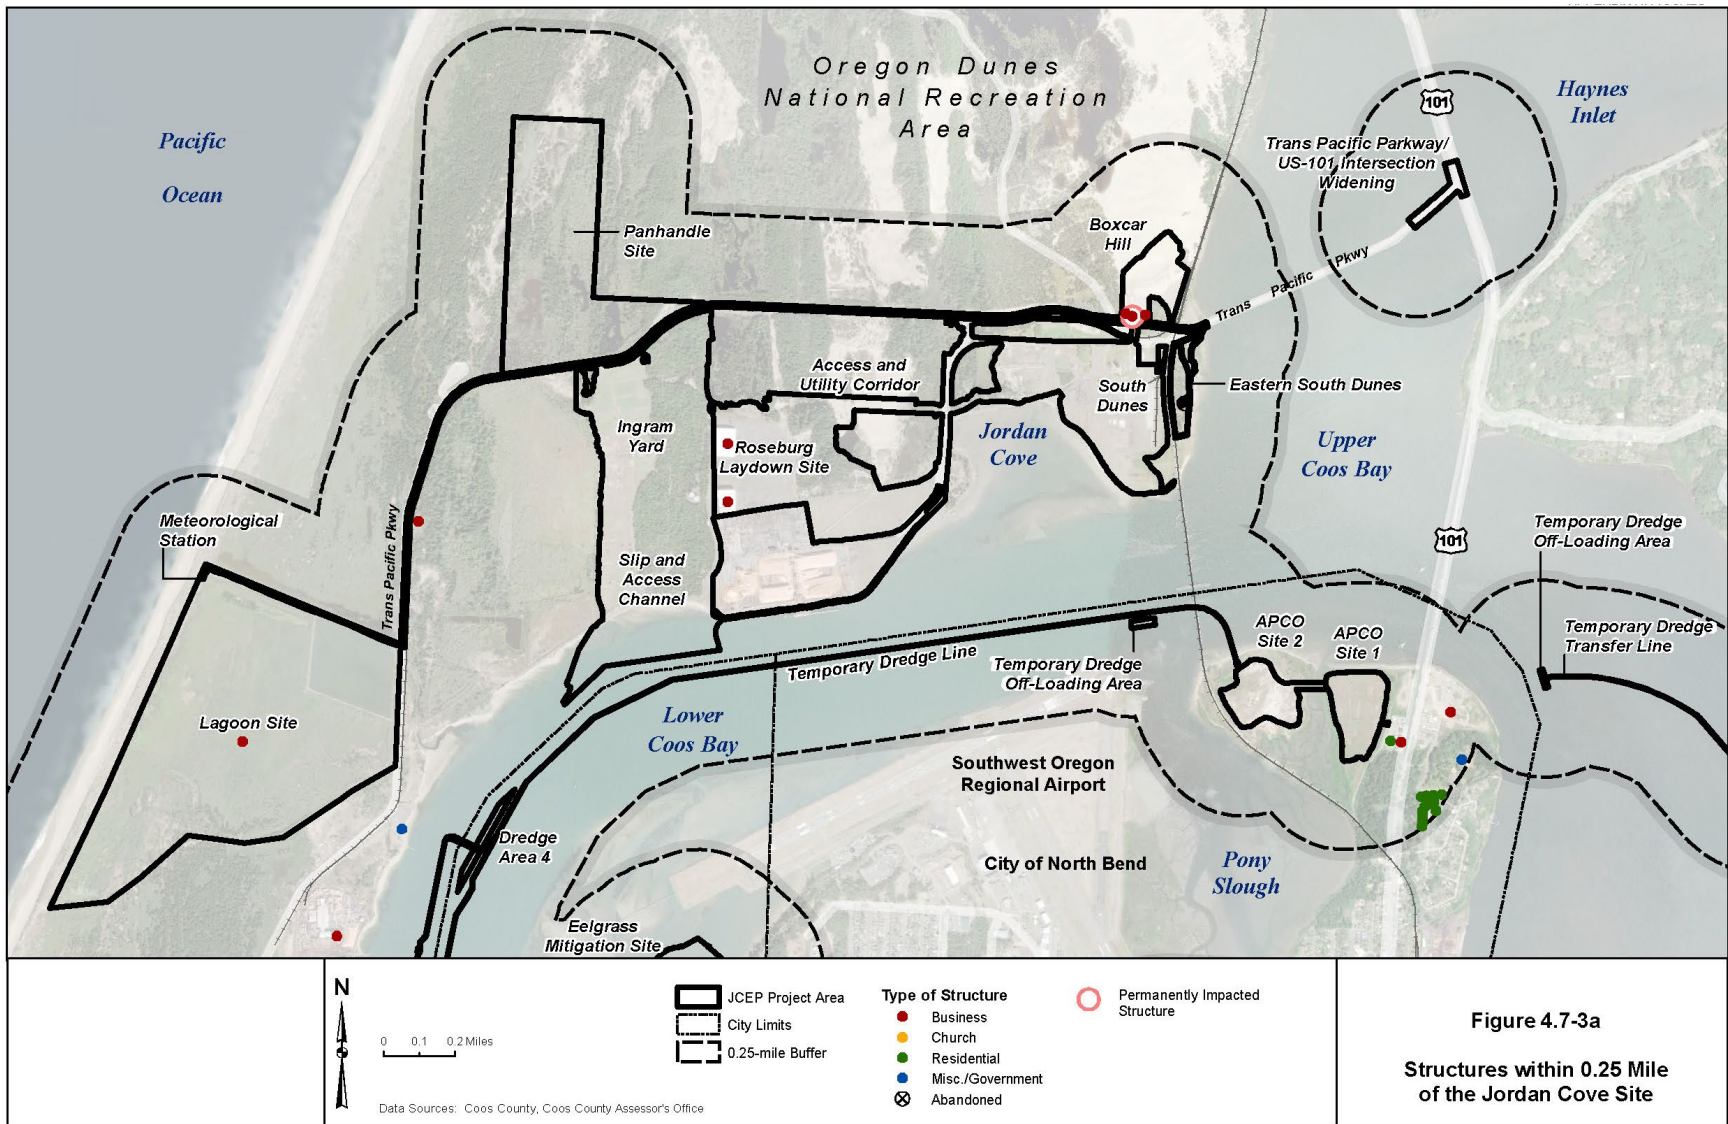 Oregon Dunes
National Recreation
Area
Pacific
Ocean
101
Haynes
Inlet
Trans Pacific Parkway/
US-101 Intersection
Widening
Panhandle
Site
Boxcar
Hill
Trans Pacific Pkwy
Access and
Utility Corridor
South
Dunes
Eastern South Dunes
Ingram
Yard
Roseburg
Laydown Site
Jordan
Cove
Upper
Coos Bay
Meteorological
Station
Trans Pacific Pkwy
Slip and
Access
Channel
101
Temporary Dredge
Off-Loading Area
Temporary Dredge
Transfer Line
APCO
Site 2
APCO
Site 1
Temporary Dredge Line
Temporary Dredge
Off-Loading Area
Lagoon Site
Lower
Coos Bay
Southwest Oregon
Regional Airport
Dredge
Area 4
City of North Bend
Pony
Slough
Eelgrass
Mitigation Site
N
0 0.1 0.2 Miles
Data Sources: Coos County, Coos County Assessor's Office
JCEP Project Area
City Limits
0.25-mile Buffer
Type of Structure
Business
Church
Residential
Misc./Government
Abandoned
Permanently Impacted
Structure
Figure 4.7-3a
Structures within 0.25 Mile
of the Jordan Cove Site